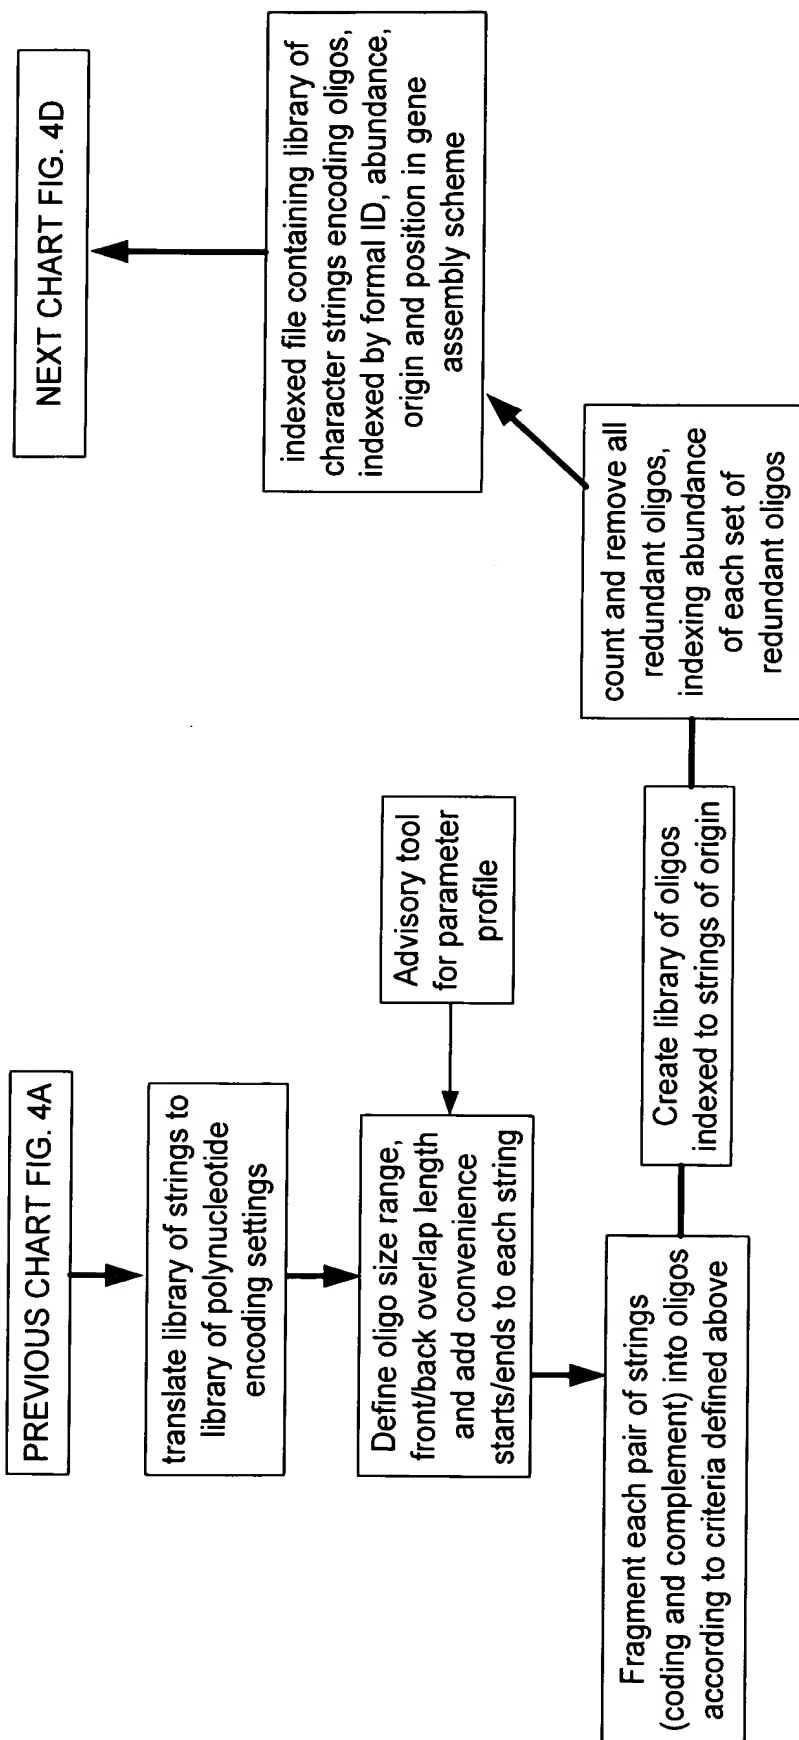 PREVIOUS CHART FIG. 4A
translate library of strings to
library of polynucleotide
encoding settings
Define oligo size range,
front/back overlap length
and add convenience
starts/ends to each string
Advisory tool
for parameter
profile
Fragment each pair of strings
(coding and complement) into oligos
according to criteria defined above
Create library of oligos
indexed to strings of origin
count and remove all
redundant oligos,
indexing abundance
of each set of
redundant oligos
indexed file containing library of
character strings encoding oligos,
indexed by formal ID, abundance,
origin and position in gene
assembly scheme
NEXT CHART FIG. 4D